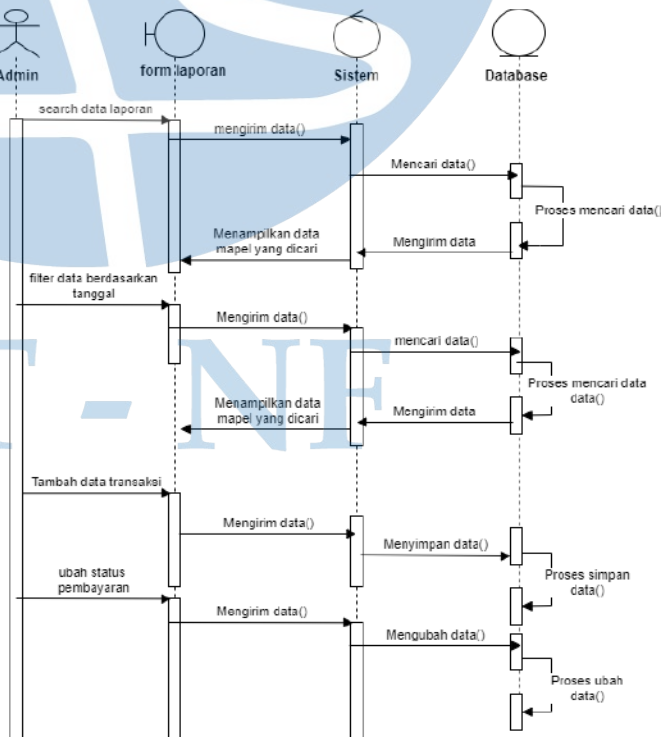 Admin
form laporan
Sistem
Database
search data laporan
mengirim data()
Mencari data()
Proses mencari data()
Menampilkan data
mapel yang dicari
Mengirim data
filter data berdasarkan
tanggal
Mengirim data()
mencari data()
Proses mencari data
data()
Menampilkan data
mapel yang dicari
Mengirim data
T - NF
Tambah data transaksi
Mengirim data()
Menyimpan data()
Proses simpan
data()
ubah status
pembayaran
Mengirim data()
Mengubah data()
Proses ubah
data()